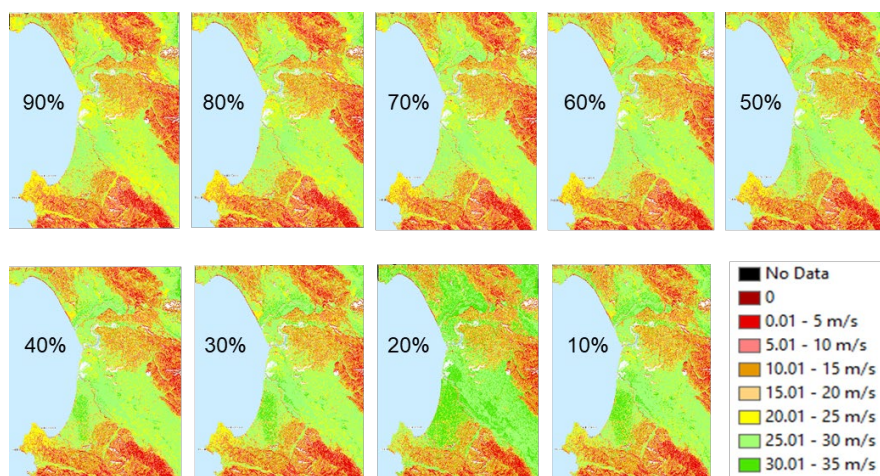 90%
80%
70%
60%
50%
40%
30%
20%
10%
No Data
0
0.01 - 5 m/s
5.01 - 10 m/s
10.01 - 15 m/s
15.01 - 20 m/s
20.01 - 25 m/s
25.01 - 30 m/s
30.01 - 35 m/s